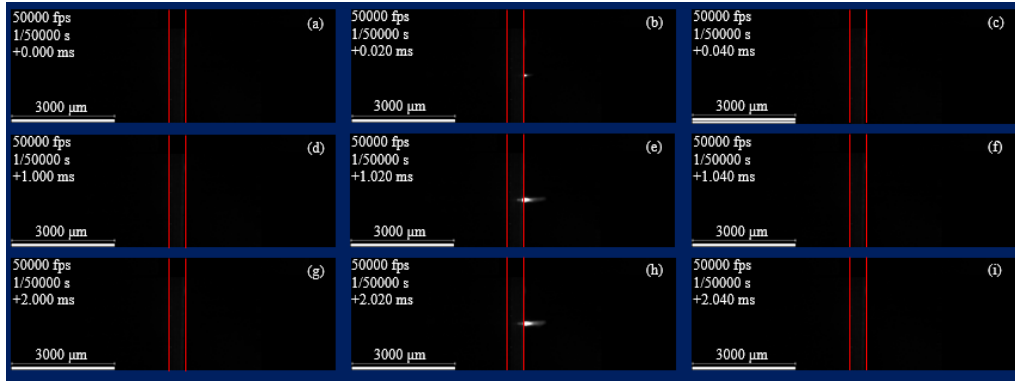 50000 fps
1/50000 s
+0.000 ms
(a)
3000 μm
50000 fps
1/50000 s
+0.020 ms
(b)
3000 μm
50000 fps
1/50000 s
+0.040 ms
(c)
3000 μm
50000 fps
1/50000 s
+1.000 ms
(d)
3000 μm
50000 fps
1/50000 s
+1.020 ms
(e)
3000 μm
50000 fps
1/50000 s
+1.040 ms
(f)
3000 μm
50000 fps
1/50000 s
+2.000 ms
(g)
3000 μm
50000 fps
1/50000 s
+2.020 ms
(h)
3000 μm
50000 fps
1/50000 s
+2.040 ms
(i)
3000 μm